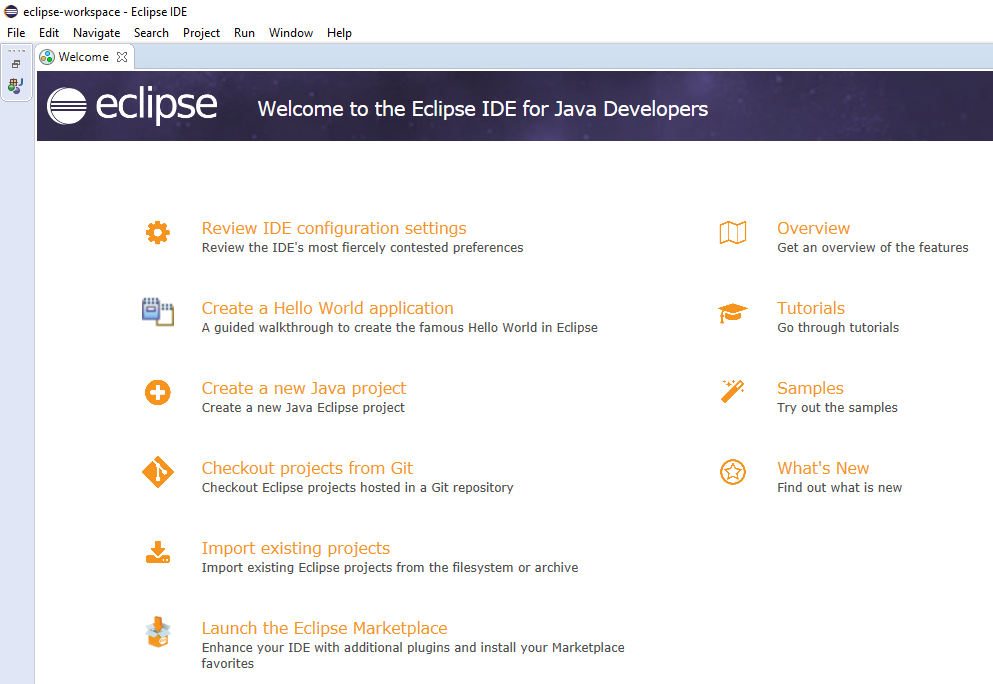 eclipse-workspace - Eclipse IDE
File Edit Navigate Search Project Run Window Help
Welcome
eclipse
Welcome to the Eclipse IDE for Java Developers
Review IDE configuration settings
Review the IDE's most fiercely contested preferences
Create a Hello World application
A guided walkthrough to create the famous Hello World in Eclipse
Create a new Java project
Create a new Java Eclipse project
Checkout projects from Git
Checkout Eclipse projects hosted in a Git repository
Import existing projects
Import existing Eclipse projects from the filesystem or archive
Launch the Eclipse Marketplace
Enhance your IDE with additional plugins and install your Marketplace
favorites
Overview
Get an overview of the features
Tutorials
Go through tutorials
Samples
Try out the samples
What's New
Find out what is new